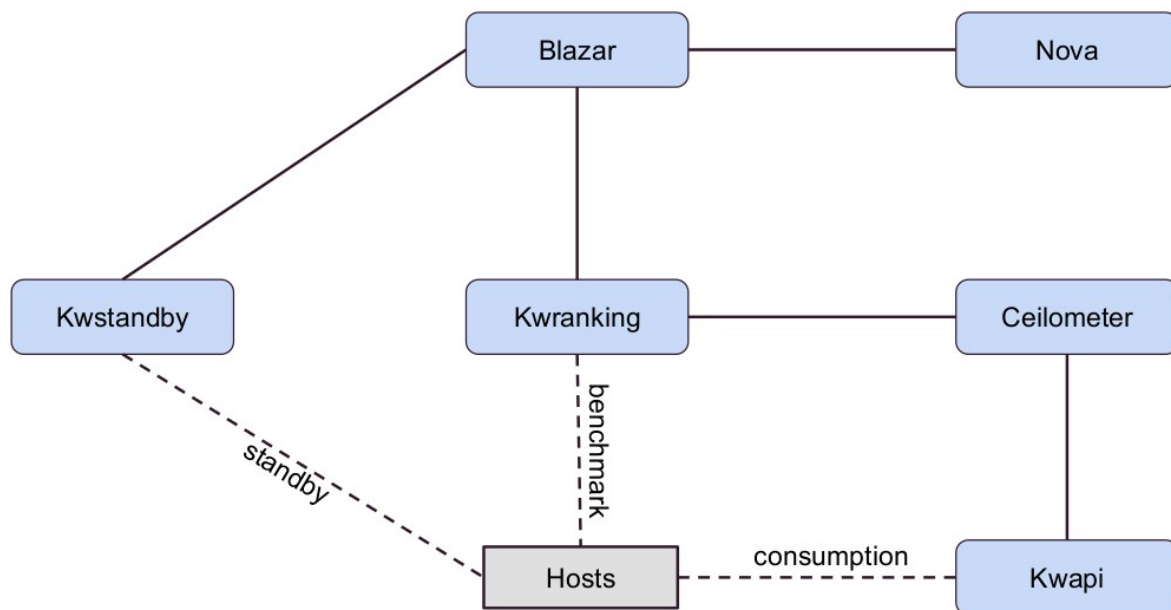 Blazar
Nova
Kwstandby
Kwranking
Ceilometer
standby
benchmark
Hosts
consumption
Kwapi